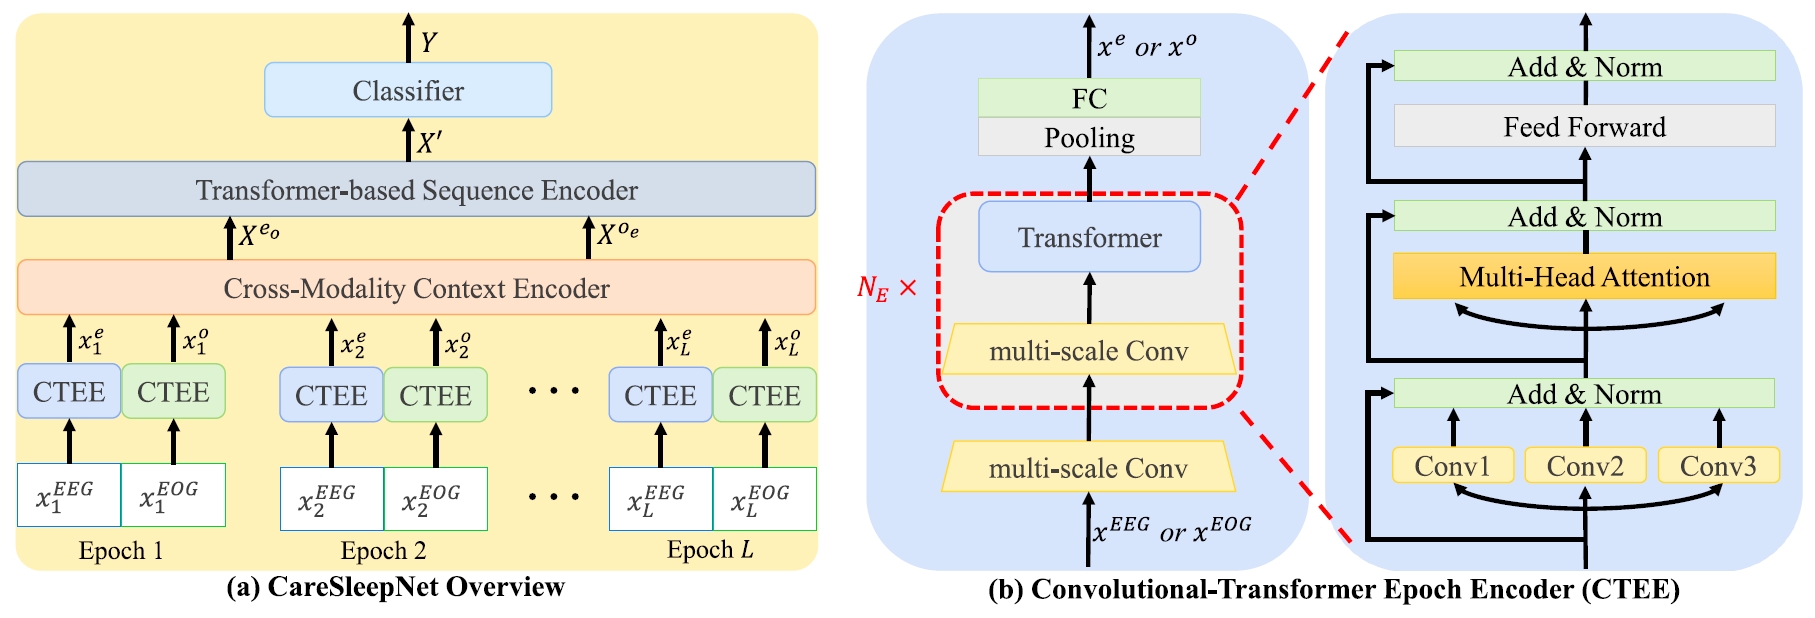 Y
Classifier
X′
Transformer-based Sequence Encoder
X^{e_o} X^{o_e}
Cross-Modality Context Encoder
x_1^e x_1^o x_2^e x_2^o x_L^e x_L^o
CTEE CTEE CTEE CTEE ... CTEE CTEE
x_1^{EEG} x_1^{EOG} x_2^{EEG} x_2^{EOG} ... x_L^{EEG} x_L^{EOG}
Epoch 1 Epoch 2 Epoch L
(a) CareSleepNet Overview
x^e or x^o
FC
Pooling
Transformer
N_E ×
multi-scale Conv
multi-scale Conv
x^{EEG} or x^{EOG}
Add & Norm
Feed Forward
Add & Norm
Multi-Head Attention
Add & Norm
Conv1 Conv2 Conv3
(b) Convolutional-Transformer Epoch Encoder (CTEE)